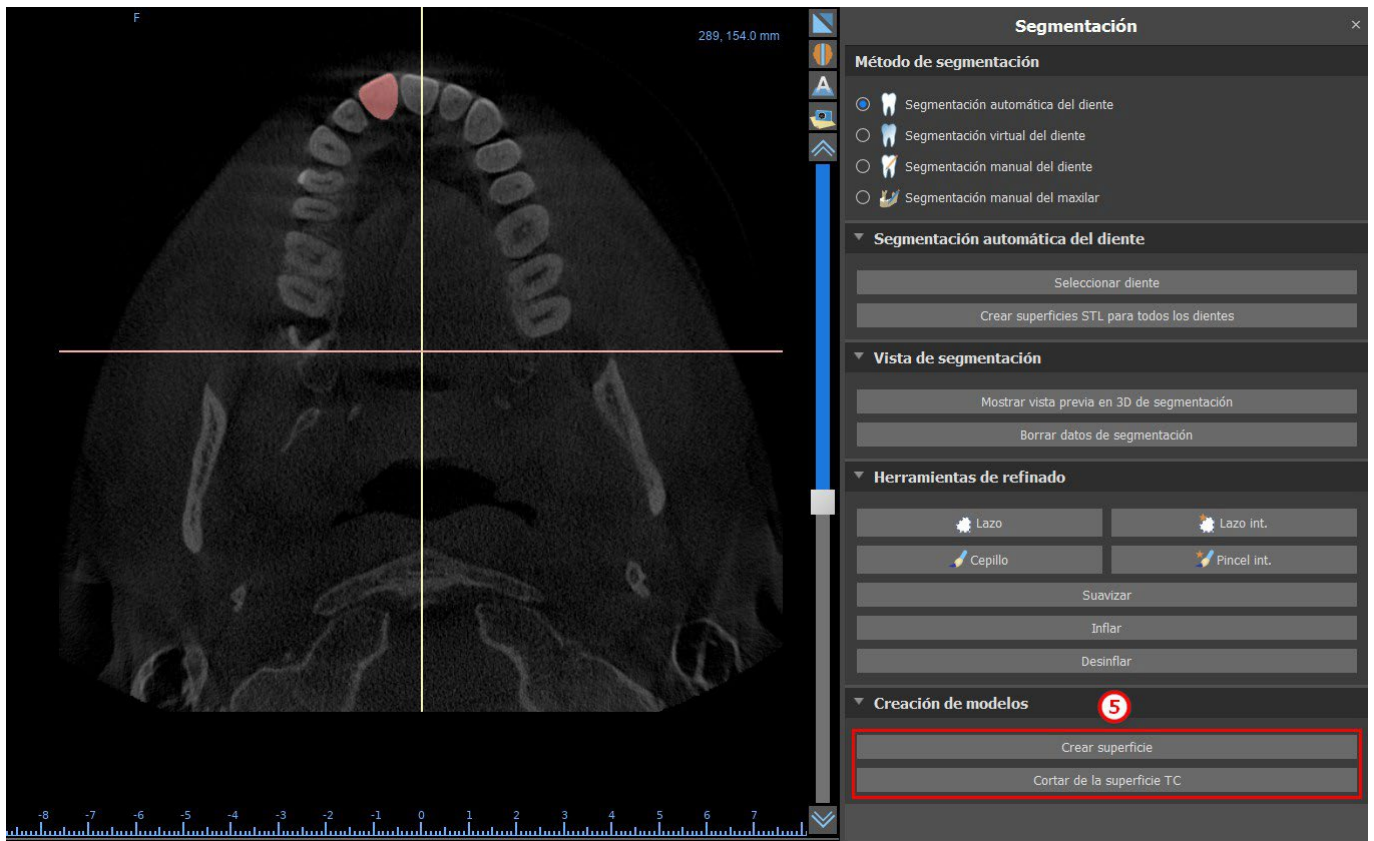 F
289, 154.0 mm
A
-8 -7 -6 -5 -4 -3 -2 -1 0 1 2 3 4 5 6 7
Segmentación ×
Método de segmentación
Segmentación automática del diente
Segmentación virtual del diente
Segmentación manual del diente
Segmentación manual del maxilar
Segmentación automática del diente
Seleccionar diente
Crear superficies STL para todos los dientes
Vista de segmentación
Mostrar vista previa en 3D de segmentación
Borrar datos de segmentación
Herramientas de refinado
Lazo Lazo int.
Cepillo Pincel int.
Suavizar
Inflar
Desinflar
Creación de modelos 5
Crear superficie
Cortar de la superficie TC